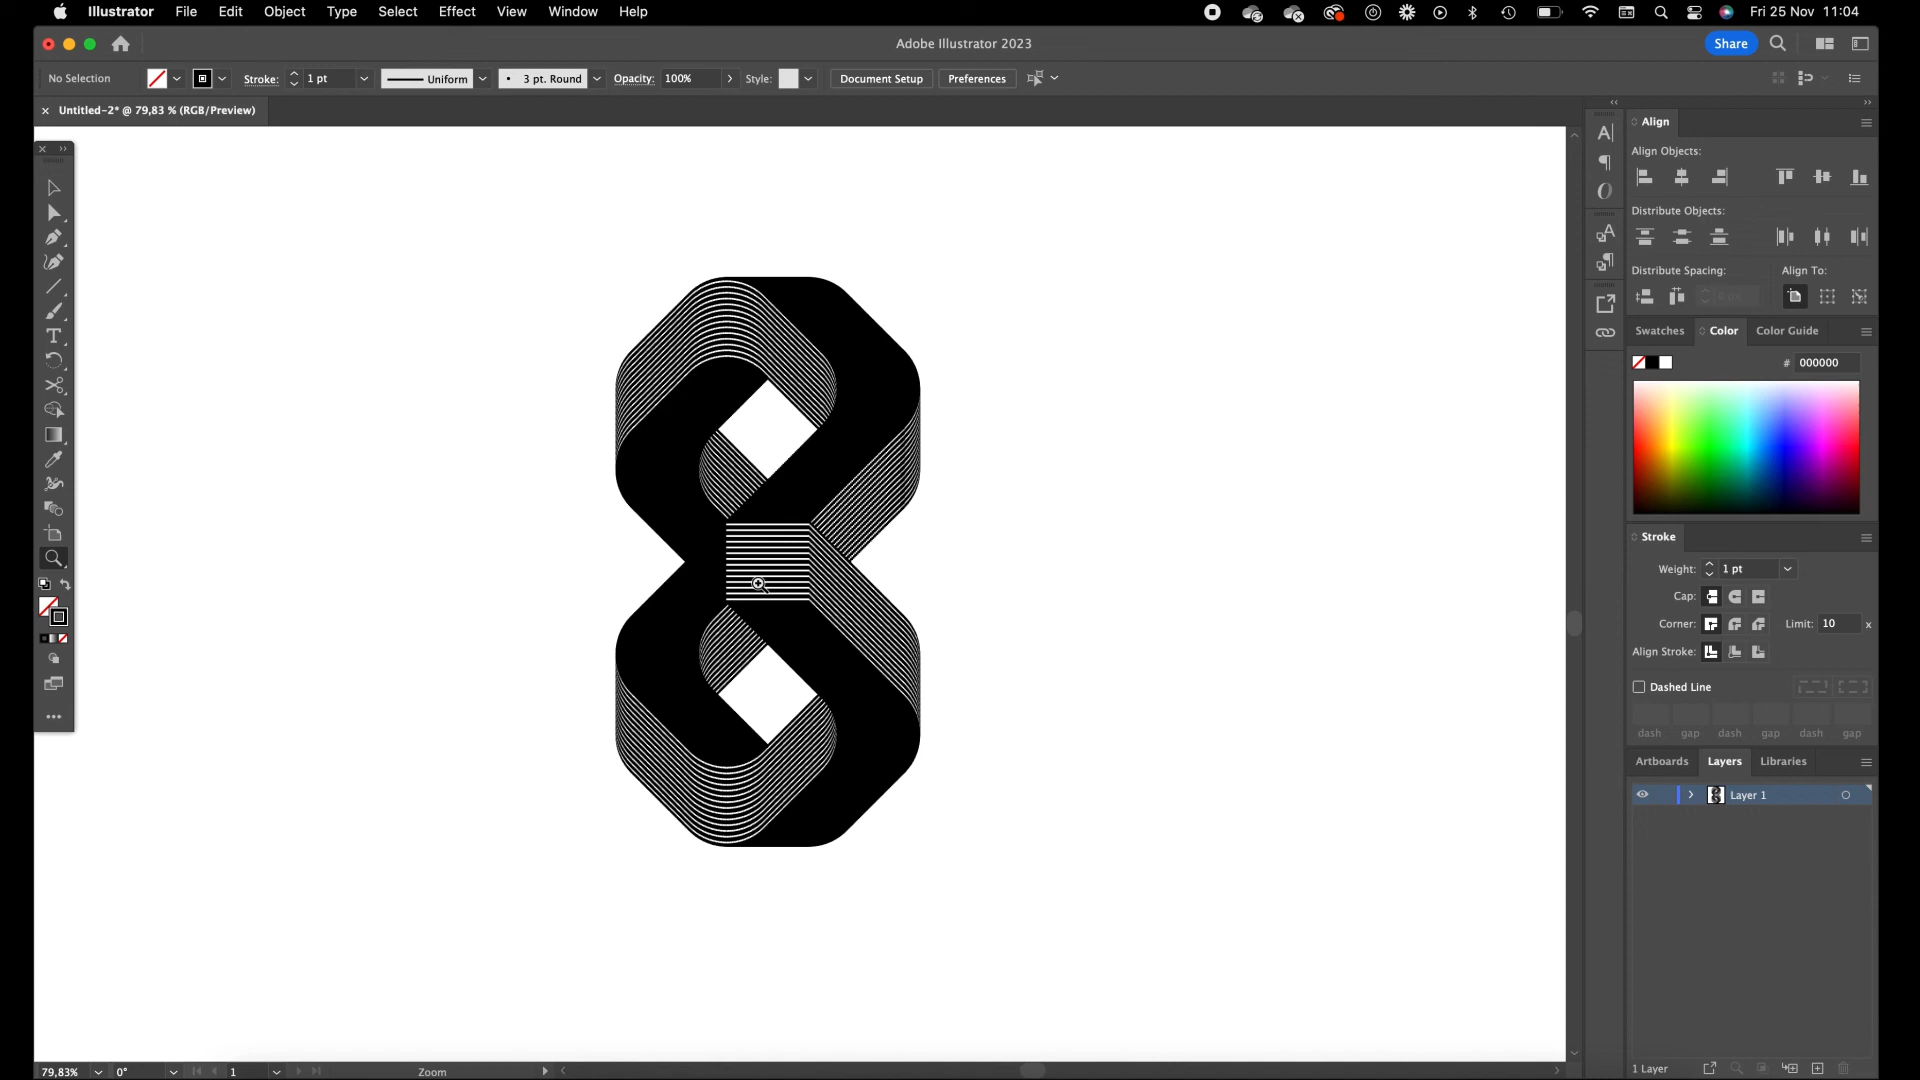 Illustrator File Edit Object Type Select Effect View Window Help Fri 25 Nov 11:04
Adobe Illustrator 2023 Share
No Selection Stroke: 1 pt Uniform 3 pt. Round Opacity: 100% Style: Document Setup Preferences
Untitled-2* @ 79,83 % (RGB/Preview)
Align
Align Objects:
Distribute Objects:
Distribute Spacing: Align To:
Swatches Color Color Guide
# 000000
Stroke
Weight: 1 pt
Cap:
Corner: Limit: 10 x
Align Stroke:
Dashed Line
dash gap dash gap dash gap
Artboards Layers Libraries
Layer 1
79,83% 0° 1 Zoom 1 Layer